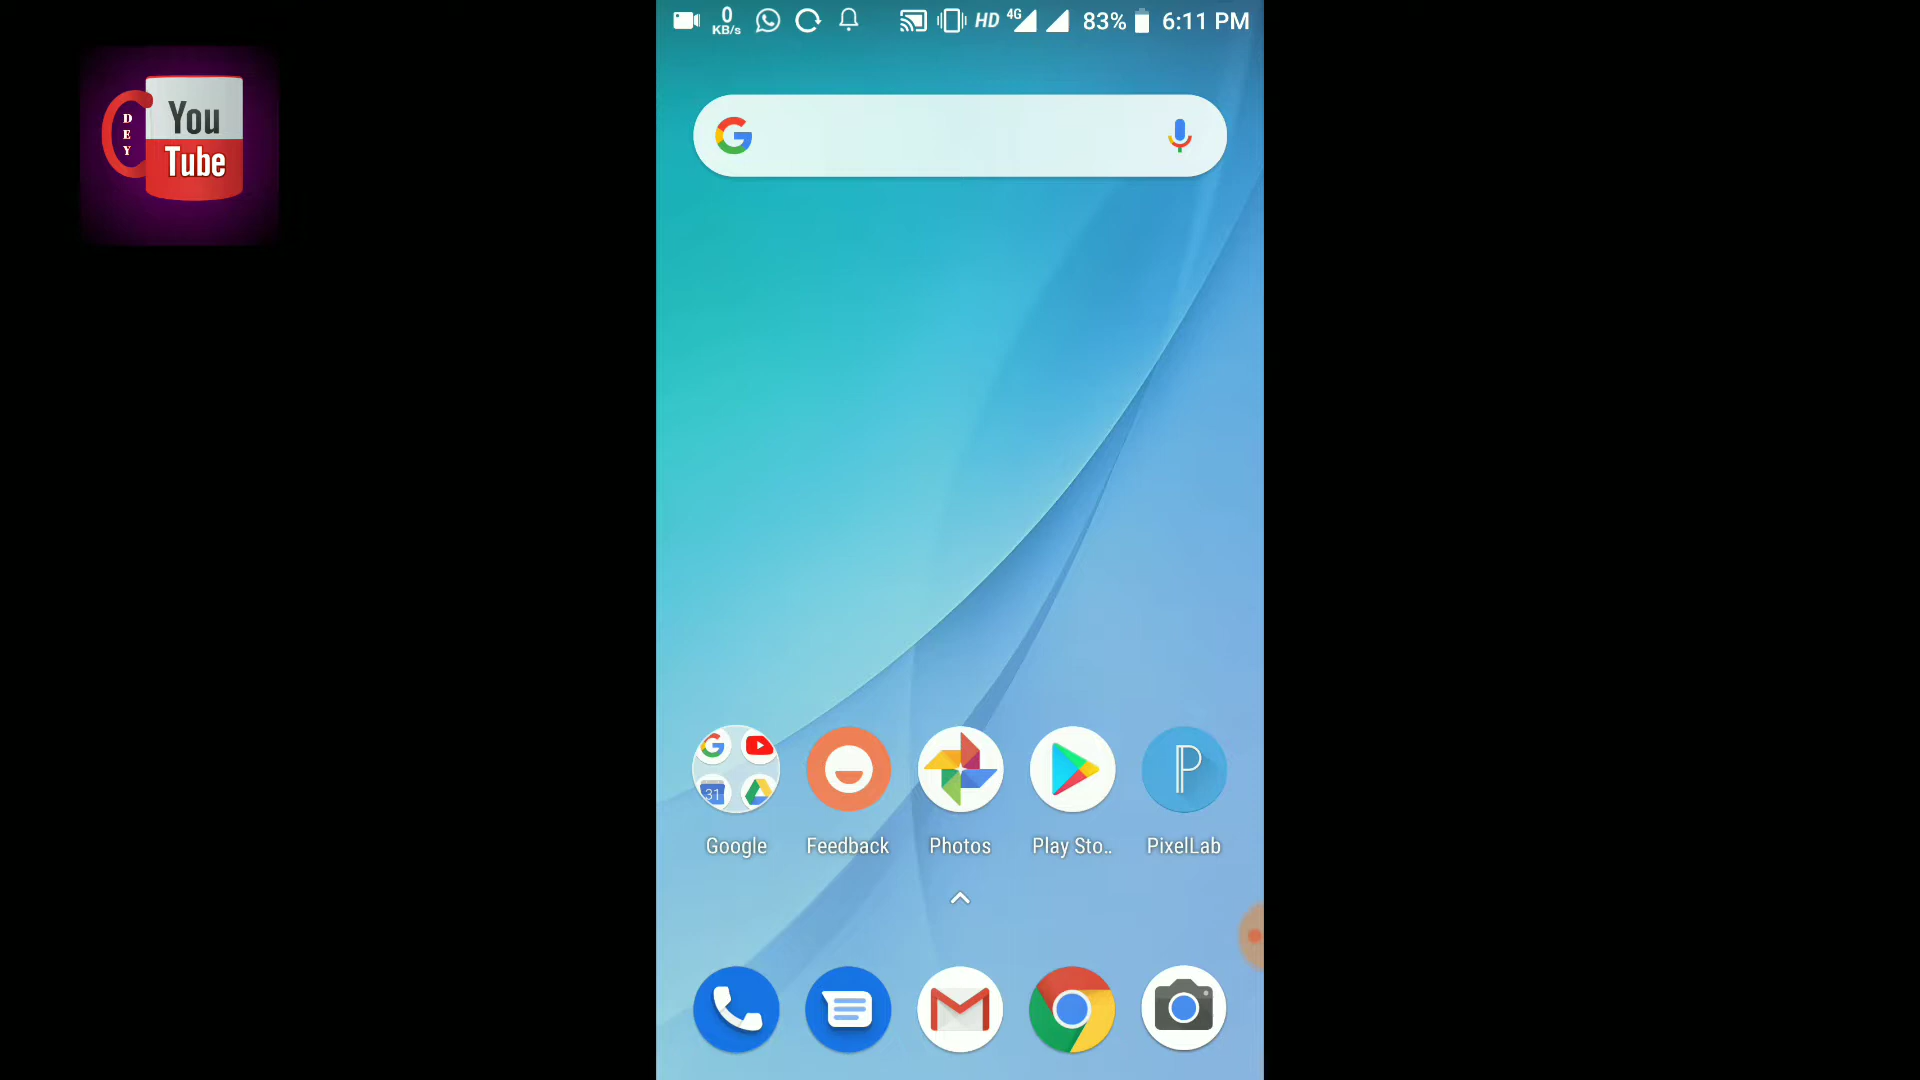 0
KB/s
HD
4G
83%
6:11 PM
D
E
Y
You
Tube
31
Google
Feedback
Photos
Play Sto..
PixelLab